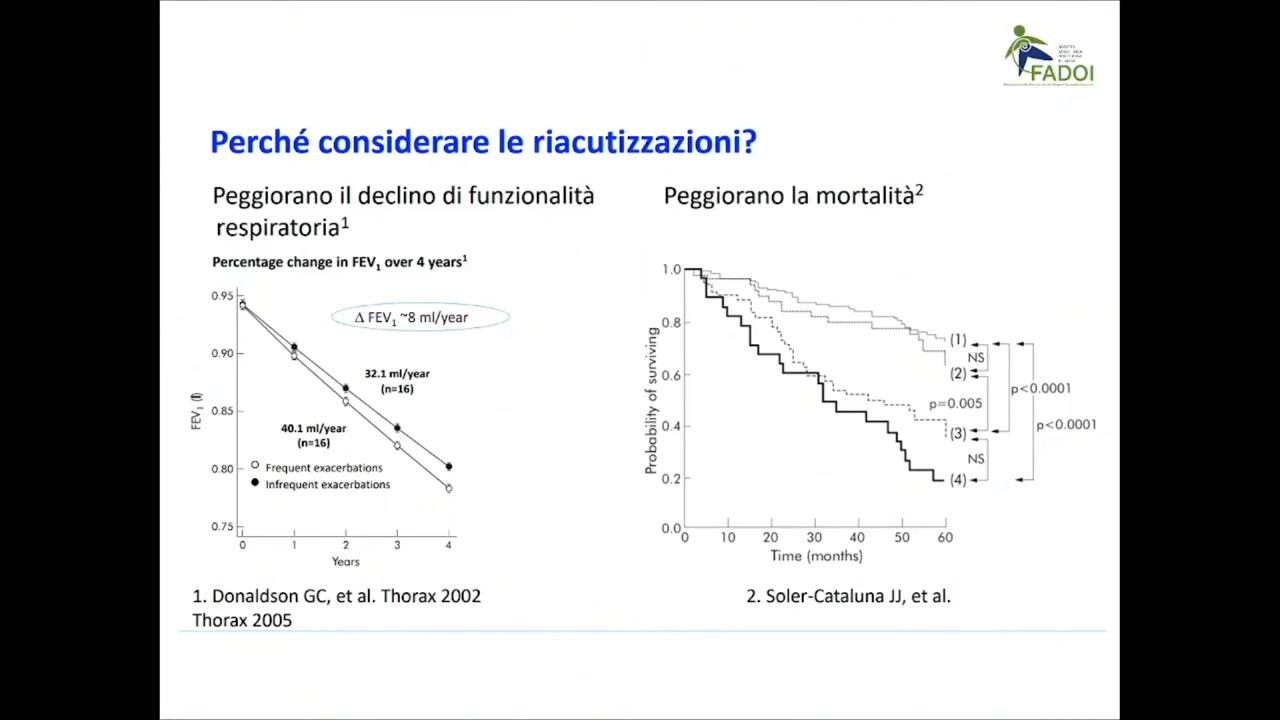 FADOI
Perché considerare le riacutizzazioni?
Peggiorano il declino di funzionalità
respiratoria1
Percentage change in FEV1 over 4 years1
0.95
0.90
0.85
0.80
0.75
FEV1 (l)
Δ FEV1 ~8 ml/year
32.1 ml/year
(n=16)
40.1 ml/year
(n=16)
Frequent exacerbations
Infrequent exacerbations
0 1 2 3 4
Years
1. Donaldson GC, et al. Thorax 2002
Thorax 2005
Peggiorano la mortalità2
1.0
0.8
0.6
0.4
0.2
0.0
Probability of surviving
(1)
NS
(2)
p<0.0001
p=0.005
p<0.0001
(3)
NS
(4)
0 10 20 30 40 50 60
Time (months)
2. Soler-Cataluna JJ, et al.